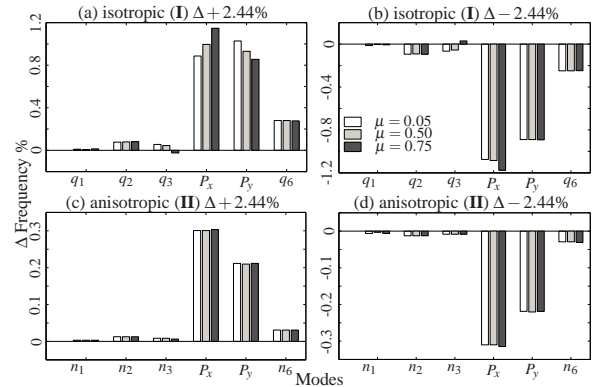 (a) isotropic (I) Δ + 2.44%
(b) isotropic (I) Δ − 2.44%
1.2
0.8
0.4
0
0
-0.4
-0.8
-1.2
μ = 0.05
μ = 0.50
μ = 0.75
q1 q2 q3 Px Py q6
q1 q2 q3 Px Py q6
Δ Frequency %
(c) anisotropic (II) Δ + 2.44%
(d) anisotropic (II) Δ − 2.44%
0.3
0.2
0.1
0
0
-0.1
-0.2
-0.3
n1 n2 n3 Px Py n6
n1 n2 n3 Px Py n6
Modes